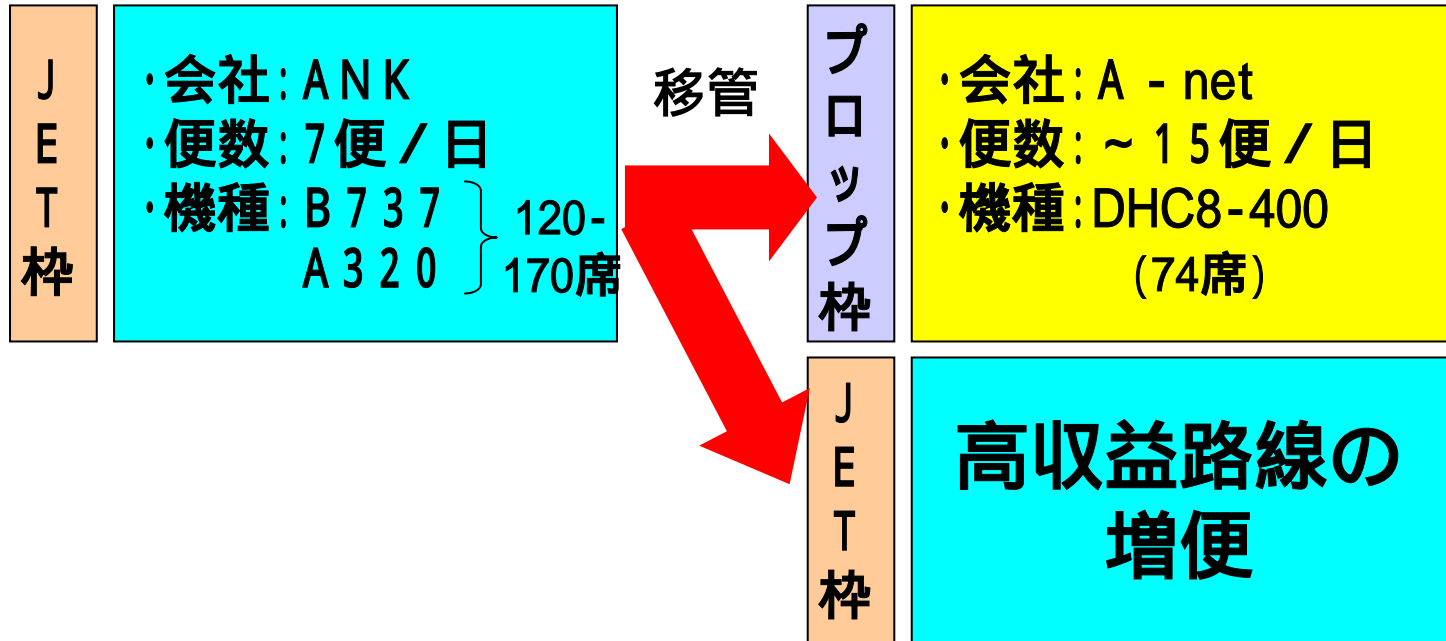 JET枠
・会社:ANK
・便数:7便/日
・機種:B737
A320
120-
170席
移管
プロップ枠
・会社:A-net
・便数:~15便/日
・機種:DHC8-400
(74席)
JET枠
高収益路線の
増便